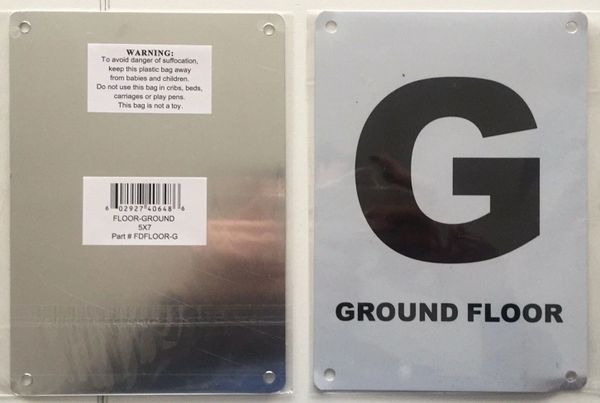 WARNING:
To avoid danger of suffocation,
keep this plastic bag away
from babies and children.
Do not use this bag in cribs, beds,
carriages or play pens.
This bag is not a toy.
6 02927 40648 6
FLOOR-GROUND
5X7
Part # FDFLOOR-G
G
GROUND FLOOR